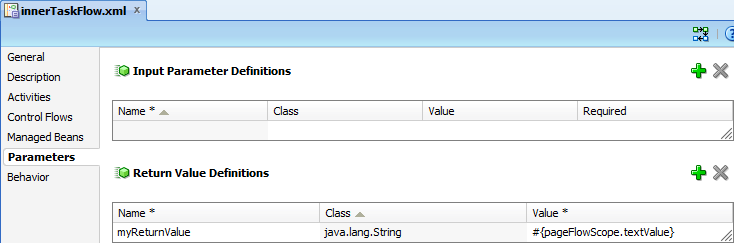 innerTaskFlow.xml
General
Description
Activities
Control Flows
Managed Beans
Parameters
Behavior
Input Parameter Definitions
Name * Class Value Required
Return Value Definitions
Name * Class Value *
myReturnValue java.lang.String #{pageFlowScope.textValue}